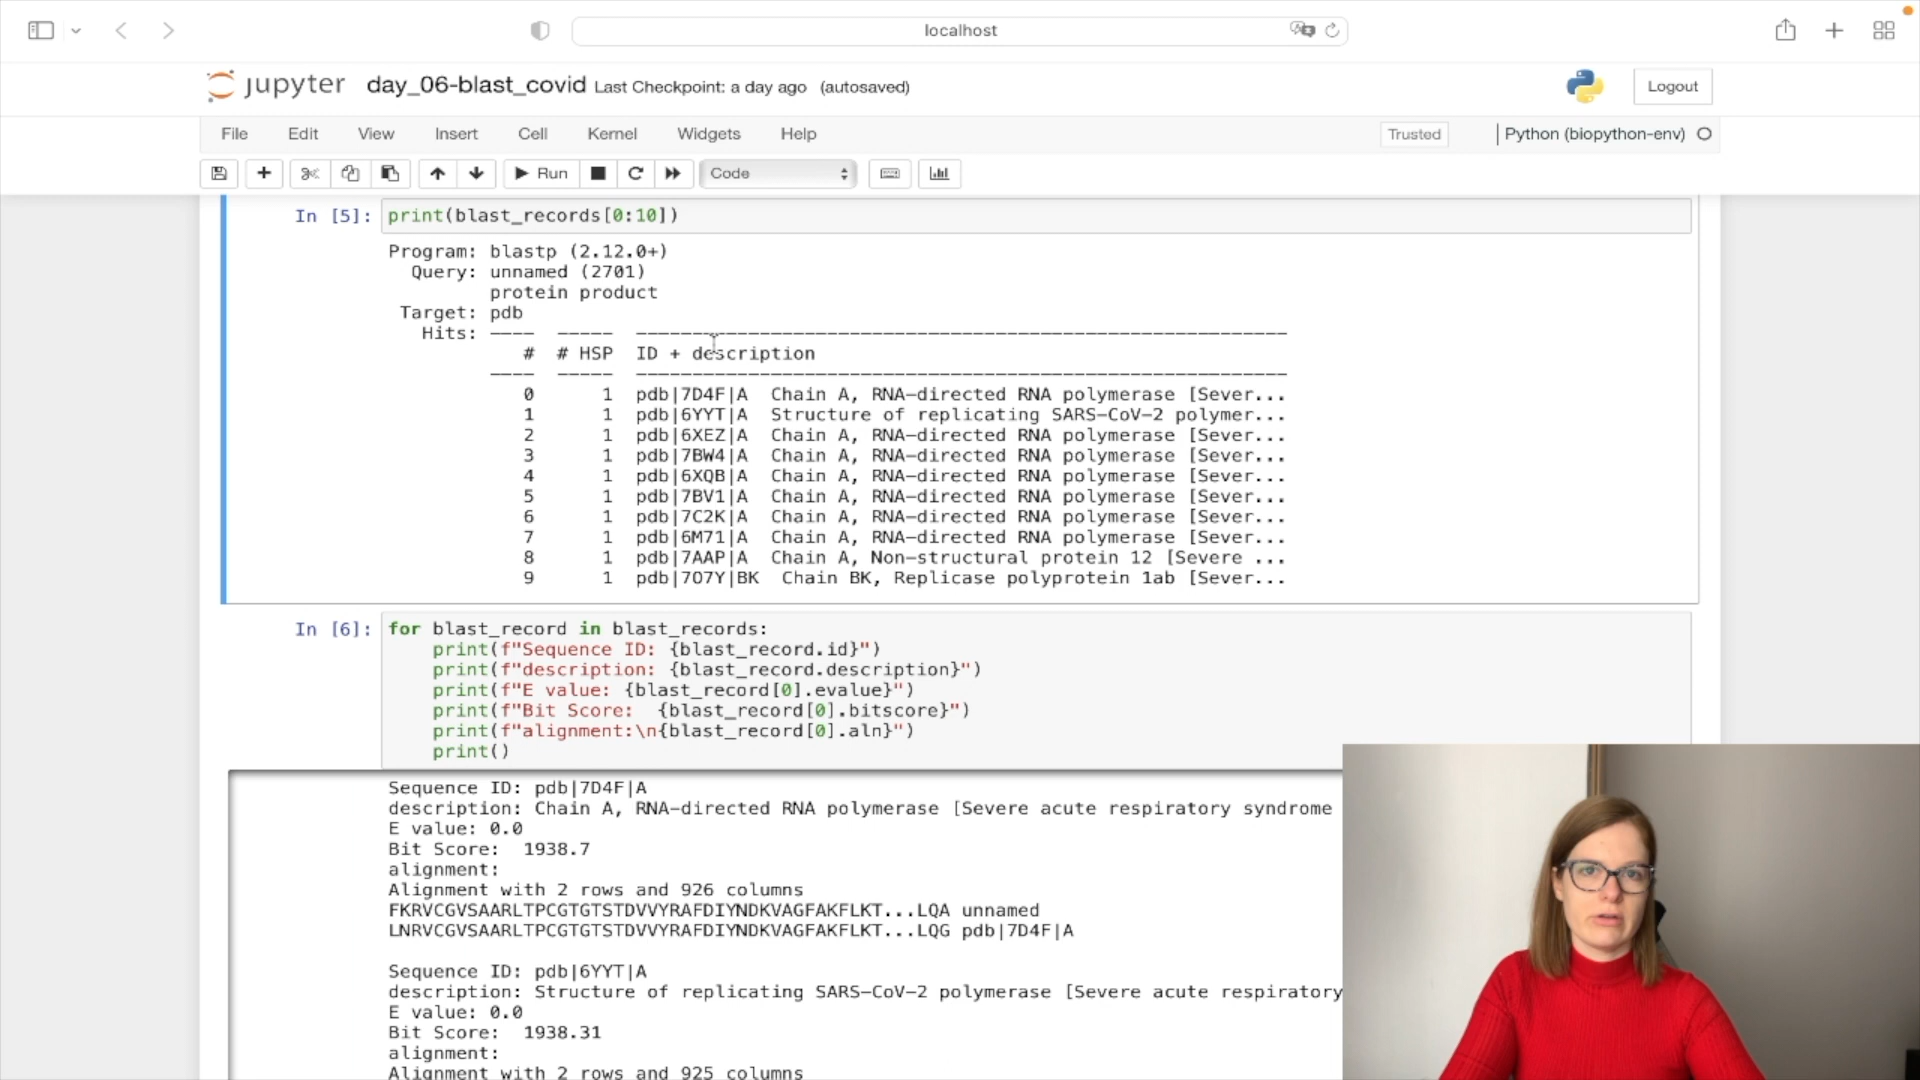 localhost
jupyter day_06-blast_covid Last Checkpoint: a day ago (autosaved)
Logout
File Edit View Insert Cell Kernel Widgets Help
Trusted
Python (biopython-env)
Run
Code
In [5]: print(blast_records[0:10])
Program: blastp (2.12.0+)
Query: unnamed (2701)
protein product
Target: pdb
Hits: ---- ----- ----------------------------------------------------------
# # HSP ID + description
---- ----- ----------------------------------------------------------
0 1 pdb|7D4F|A Chain A, RNA-directed RNA polymerase [Sever...
1 1 pdb|6YYT|A Structure of replicating SARS-CoV-2 polymer...
2 1 pdb|6XEZ|A Chain A, RNA-directed RNA polymerase [Sever...
3 1 pdb|7BW4|A Chain A, RNA-directed RNA polymerase [Sever...
4 1 pdb|6XQB|A Chain A, RNA-directed RNA polymerase [Sever...
5 1 pdb|7BV1|A Chain A, RNA-directed RNA polymerase [Sever...
6 1 pdb|7C2K|A Chain A, RNA-directed RNA polymerase [Sever...
7 1 pdb|6M71|A Chain A, RNA-directed RNA polymerase [Sever...
8 1 pdb|7AAP|A Chain A, Non-structural protein 12 [Severe ...
9 1 pdb|7O7Y|BK Chain BK, Replicase polyprotein 1ab [Sever...
In [6]: for blast_record in blast_records:
print(f"Sequence ID: {blast_record.id}")
print(f"description: {blast_record.description}")
print(f"E value: {blast_record[0].evalue}")
print(f"Bit Score:  {blast_record[0].bitscore}")
print(f"alignment:\n{blast_record[0].aln}")
print()
Sequence ID: pdb|7D4F|A
description: Chain A, RNA-directed RNA polymerase [Severe acute respiratory syndrome
E value: 0.0
Bit Score:  1938.7
alignment:
Alignment with 2 rows and 926 columns
FKRVCGVSAARLTPCGTGTSTDVVYRAFDIYNDKVAGFAKFLKT...LQA unnamed
LNRVCGVSAARLTPCGTGTSTDVVYRAFDIYNDKVAGFAKFLKT...LQG pdb|7D4F|A
Sequence ID: pdb|6YYT|A
description: Structure of replicating SARS-CoV-2 polymerase [Severe acute respiratory
E value: 0.0
Bit Score:  1938.31
alignment:
Alignment with 2 rows and 925 columns